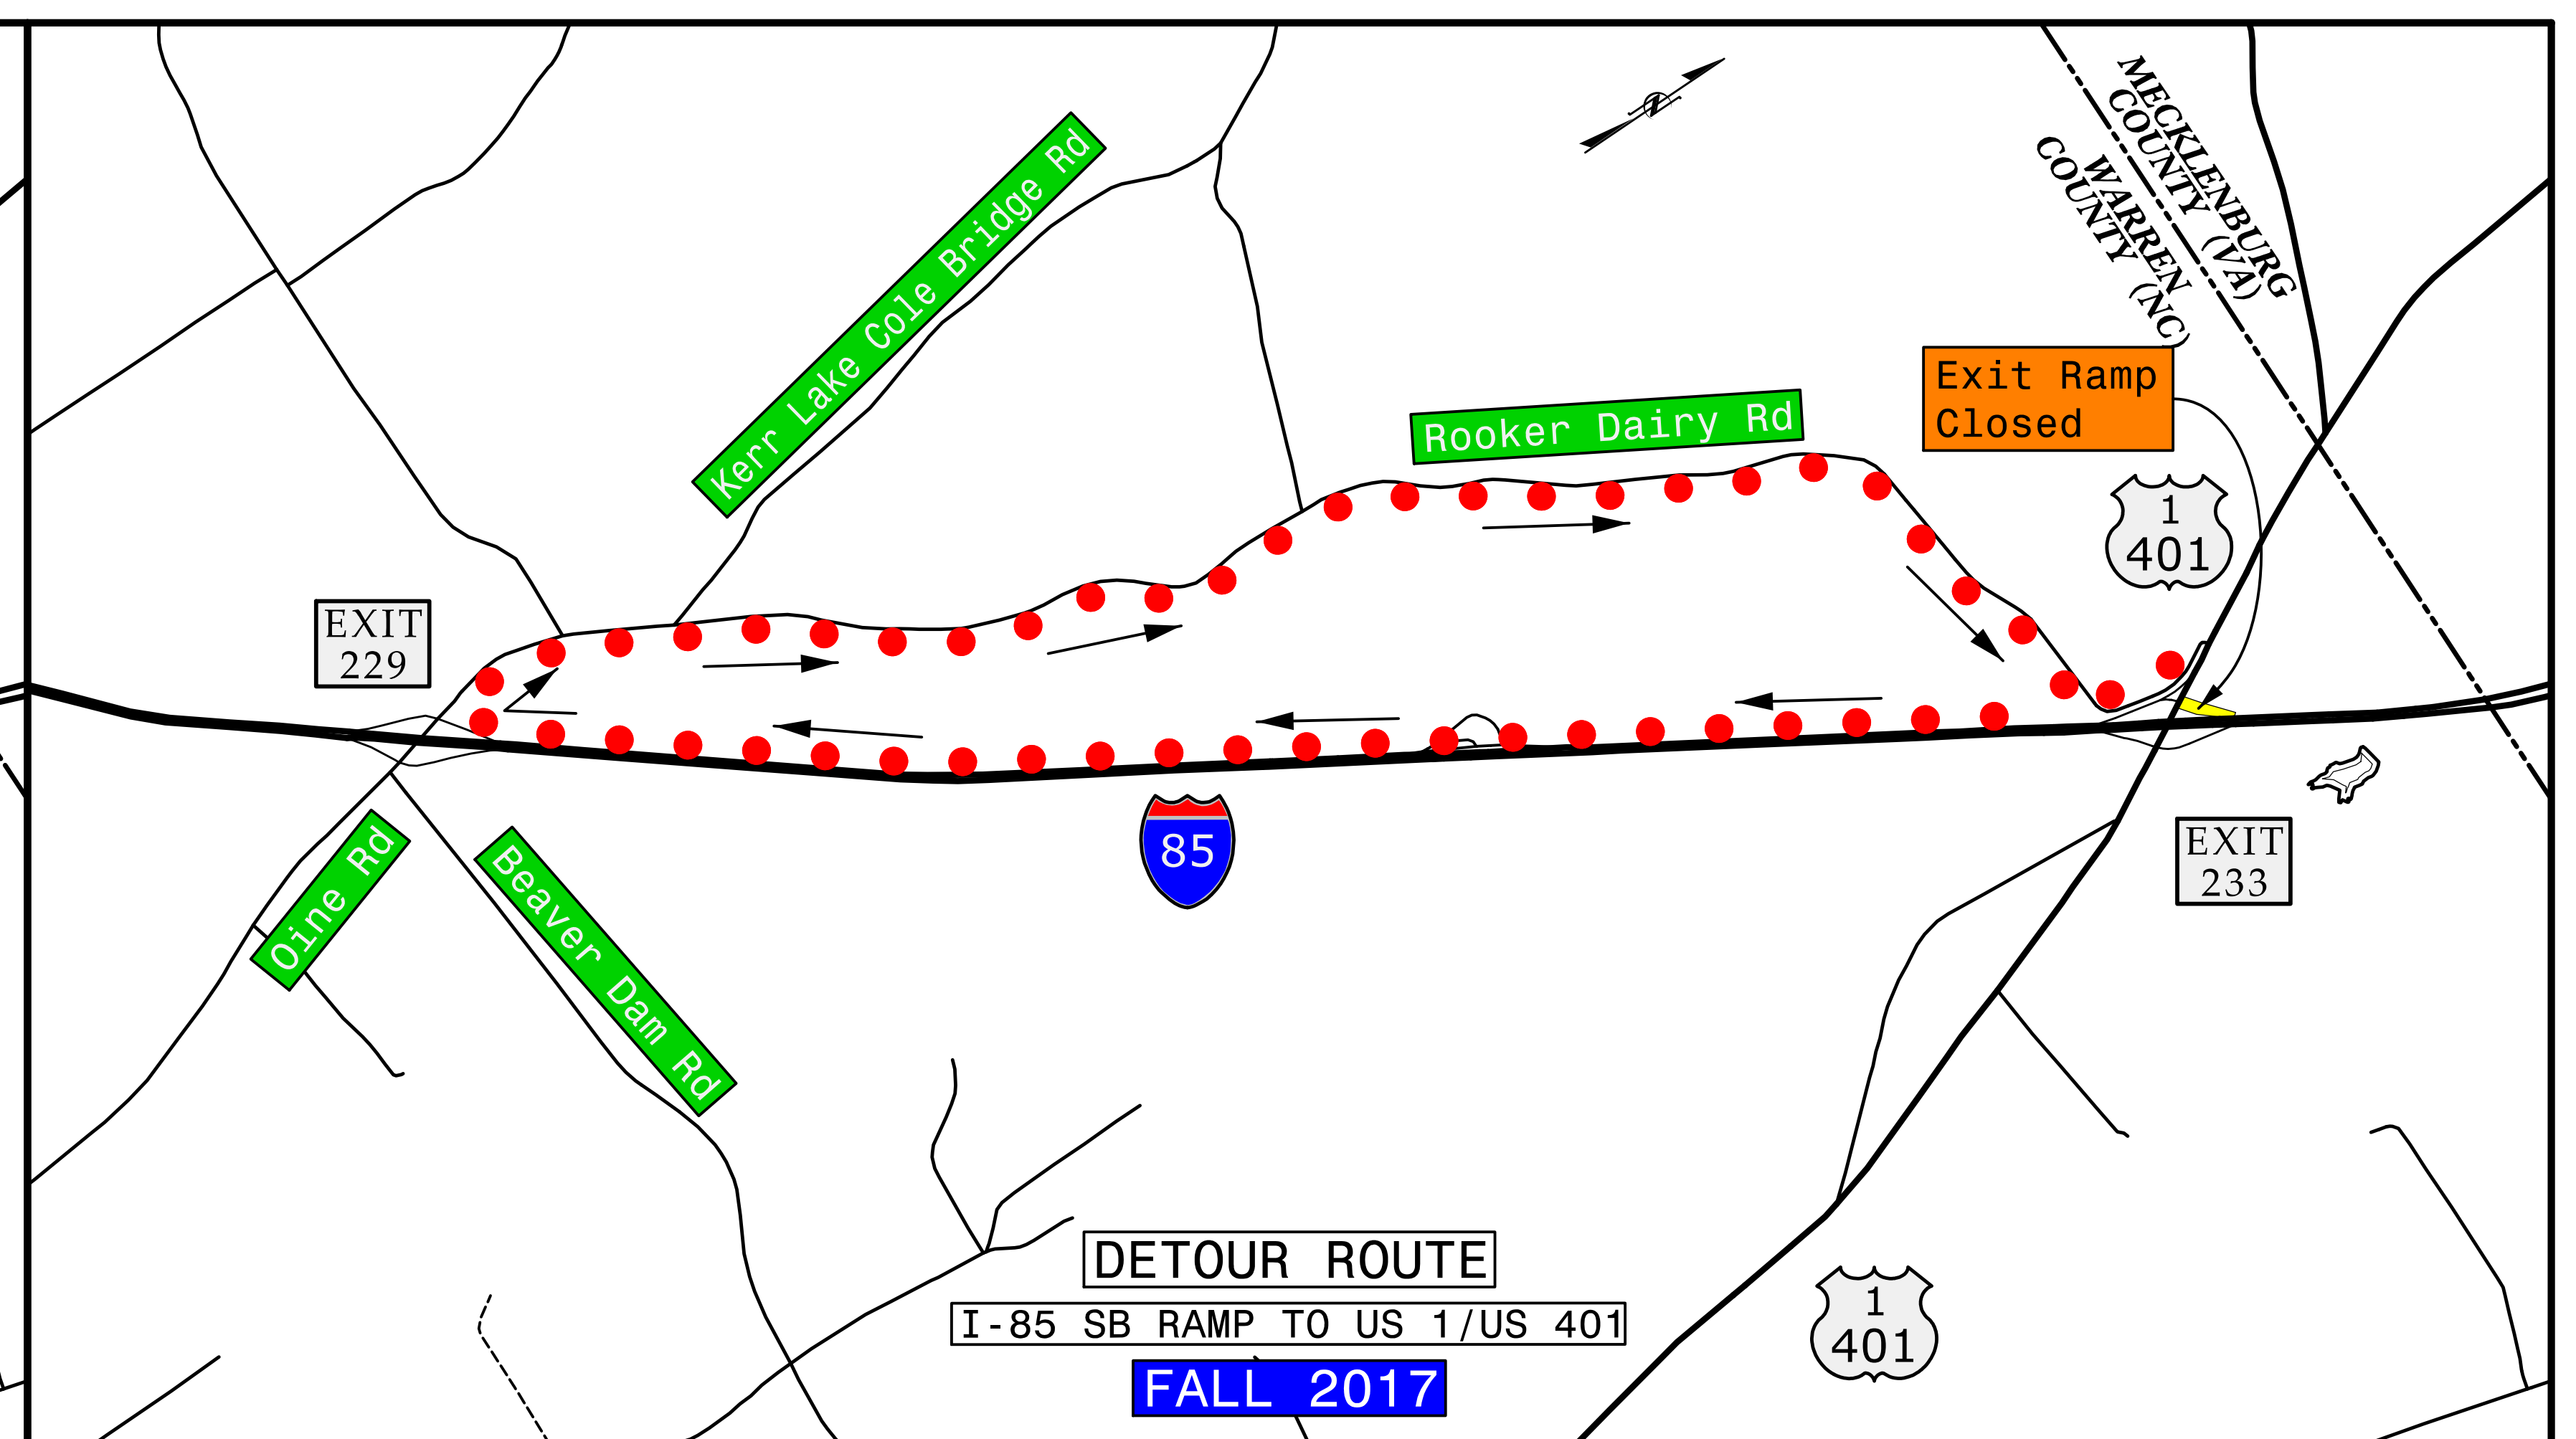 MECKLENBURG
COUNTY (VA)
WARREN
COUNTY (NC)
Kerr Lake Cole Bridge Rd
Rooker Dairy Rd
Exit Ramp
Closed
1
401
EXIT
229
85
EXIT
233
Oine Rd
Beaver Dam Rd
DETOUR ROUTE
I-85 SB RAMP TO US 1/US 401
FALL 2017
1
401